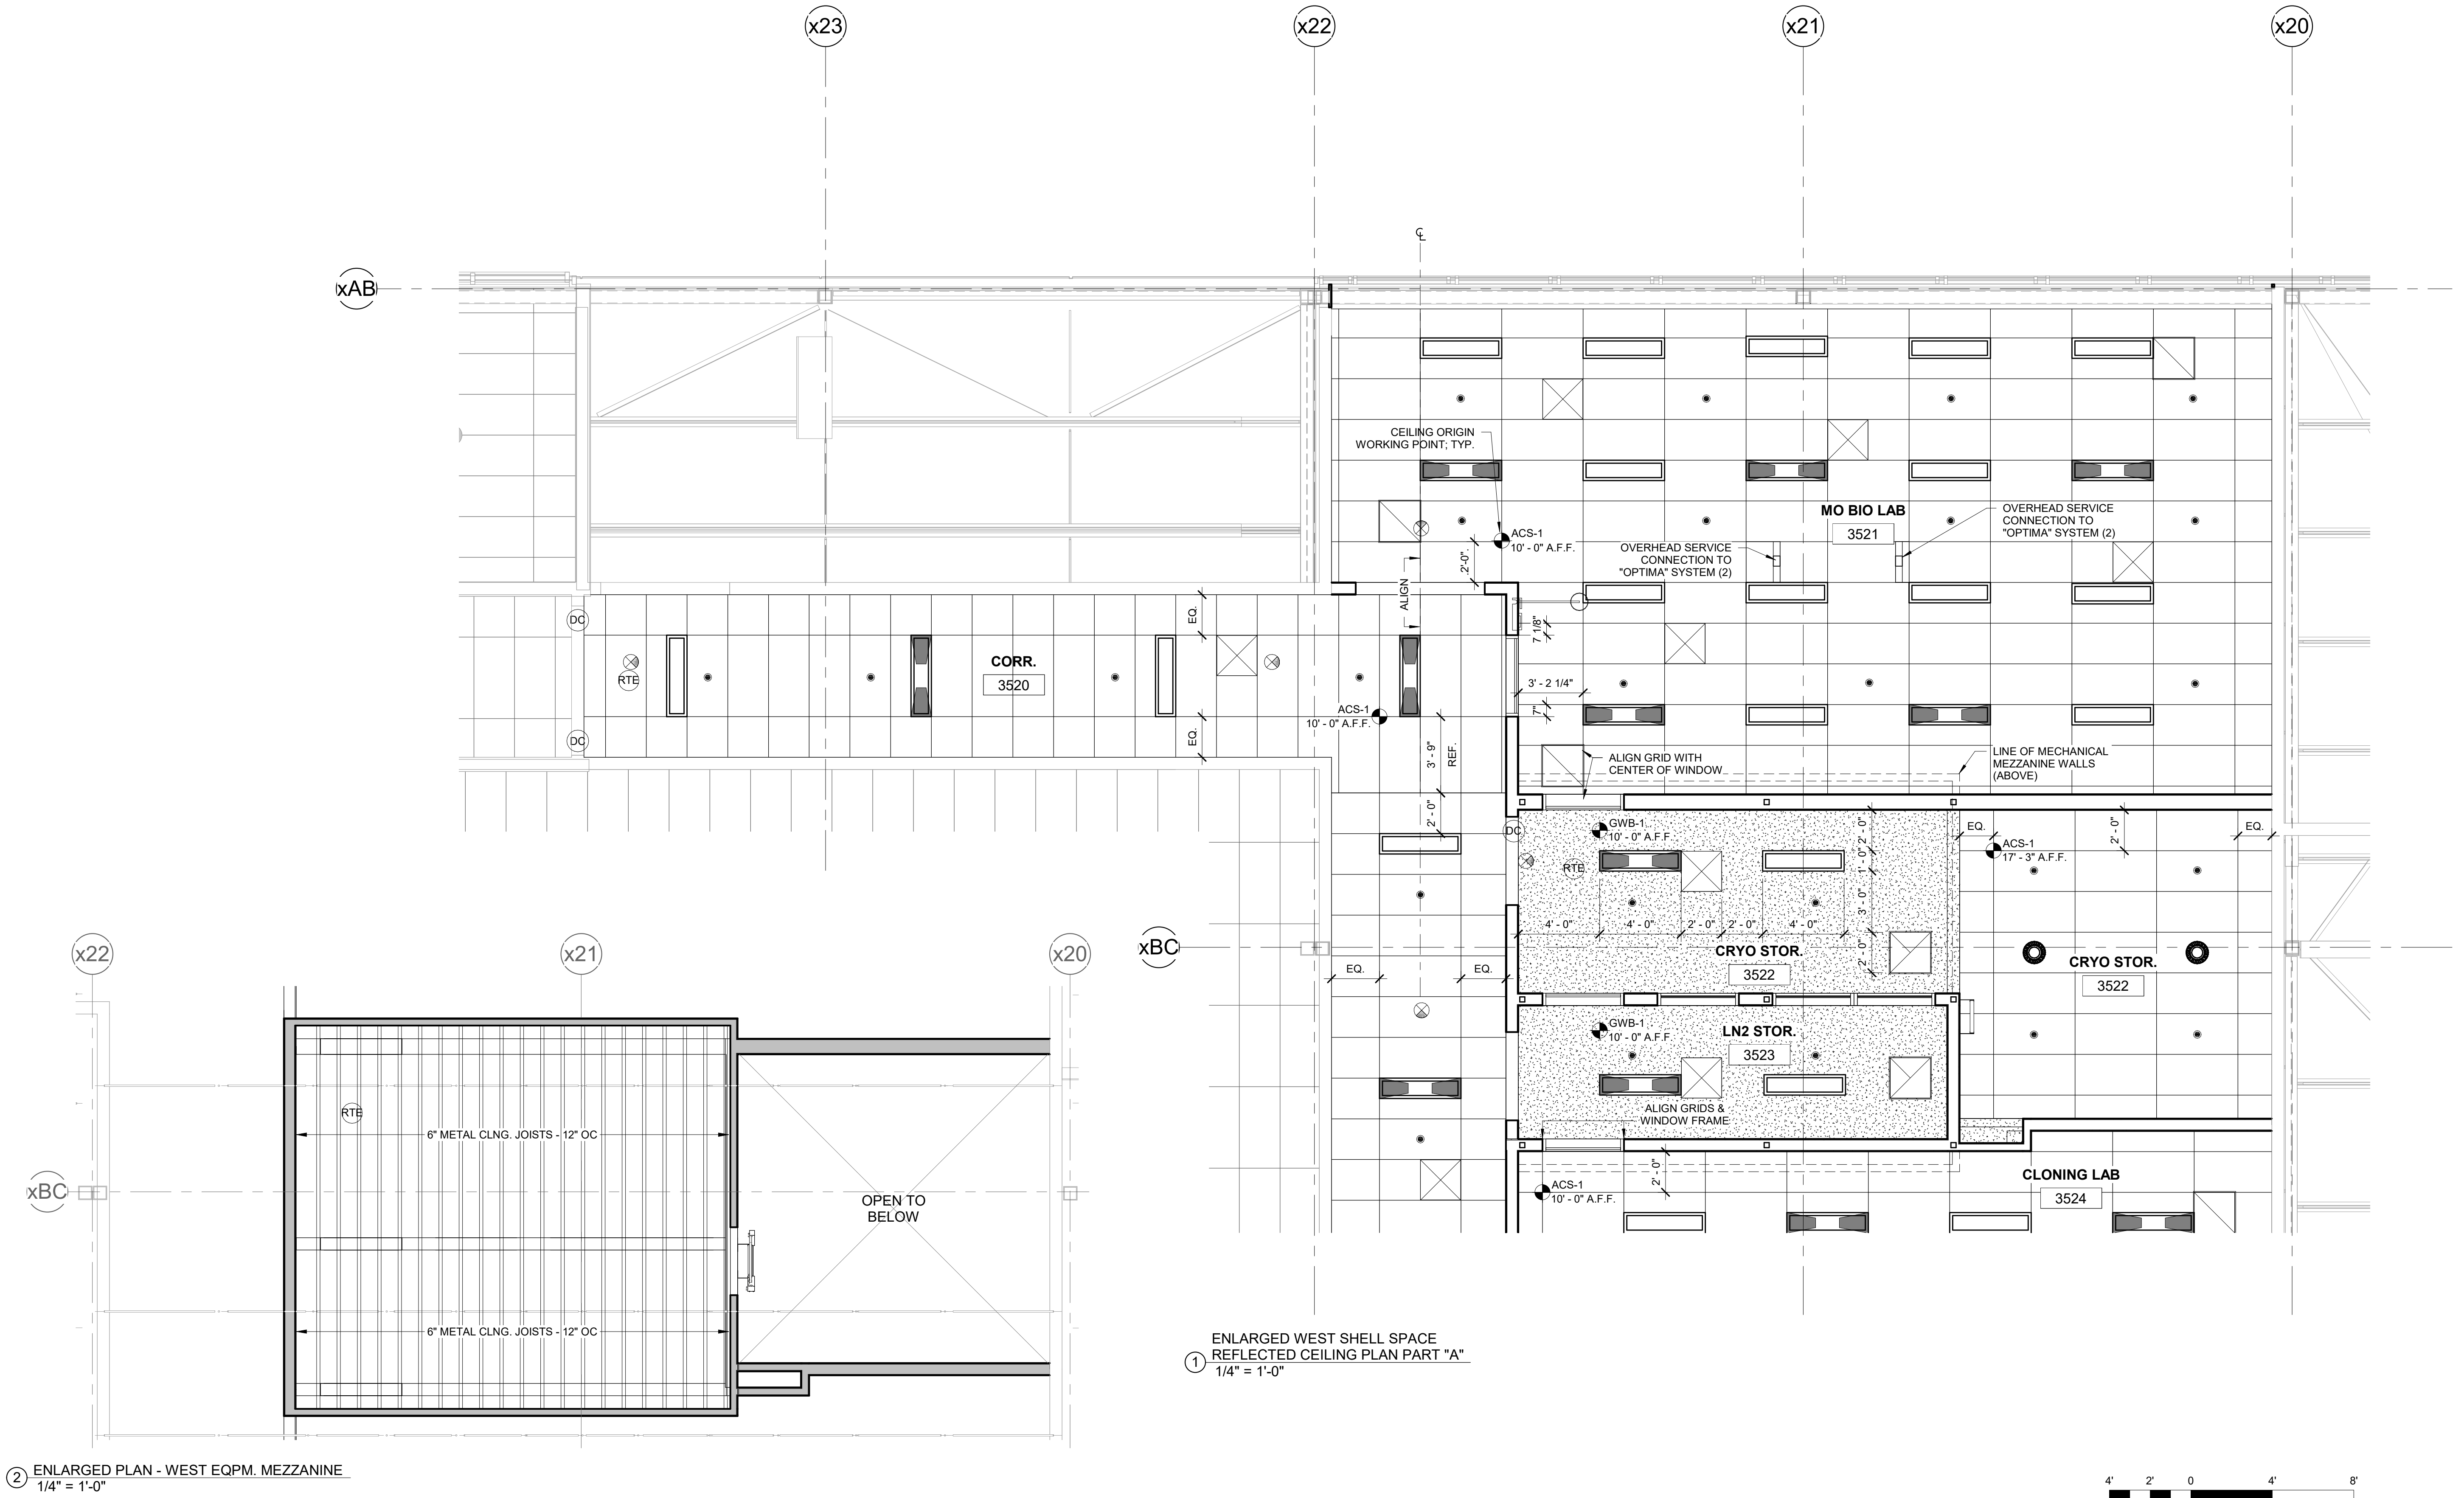 x23
x22
x21
x20
℄
xAB
CEILING ORIGIN
WORKING POINT; TYP.
ACS-1
10' - 0" A.F.F.
2'-0".
ALIGN
MO BIO LAB
3521
OVERHEAD SERVICE
CONNECTION TO
"OPTIMA" SYSTEM (2)
OVERHEAD SERVICE
CONNECTION TO
"OPTIMA" SYSTEM (2)
DC
EQ.
7 1/8"
RTE
CORR.
3520
3' - 2 1/4"
7"
ACS-1
10' - 0" A.F.F.
DC
EQ.
3' - 9"
REF.
ALIGN GRID WITH
CENTER OF WINDOW
LINE OF MECHANICAL
MEZZANINE WALLS
(ABOVE)
2' - 0"
DC
GWB-1
10' - 0" A.F.F.
RTE
2' - 0"
1' - 0"
3' - 0"
2' - 0"
EQ.
ACS-1
17' - 3" A.F.F.
2' - 0"
EQ.
4' - 0"
4' - 0"
2' - 0"
2' - 0"
4' - 0"
xBC
CRYO STOR.
3522
CRYO STOR.
3522
EQ.
EQ.
GWB-1
10' - 0" A.F.F.
LN2 STOR.
3523
ALIGN GRIDS &
WINDOW FRAME
2' - 0"
ACS-1
10' - 0" A.F.F.
CLONING LAB
3524
1
ENLARGED WEST SHELL SPACE
REFLECTED CEILING PLAN PART "A"
1/4" = 1'-0"
x22
x21
x20
RTE
6" METAL CLNG. JOISTS - 12" OC
xBC
OPEN TO
BELOW
6" METAL CLNG. JOISTS - 12" OC
2
ENLARGED PLAN - WEST EQPM. MEZZANINE
1/4" = 1'-0"
4'
2'
0
4'
8'